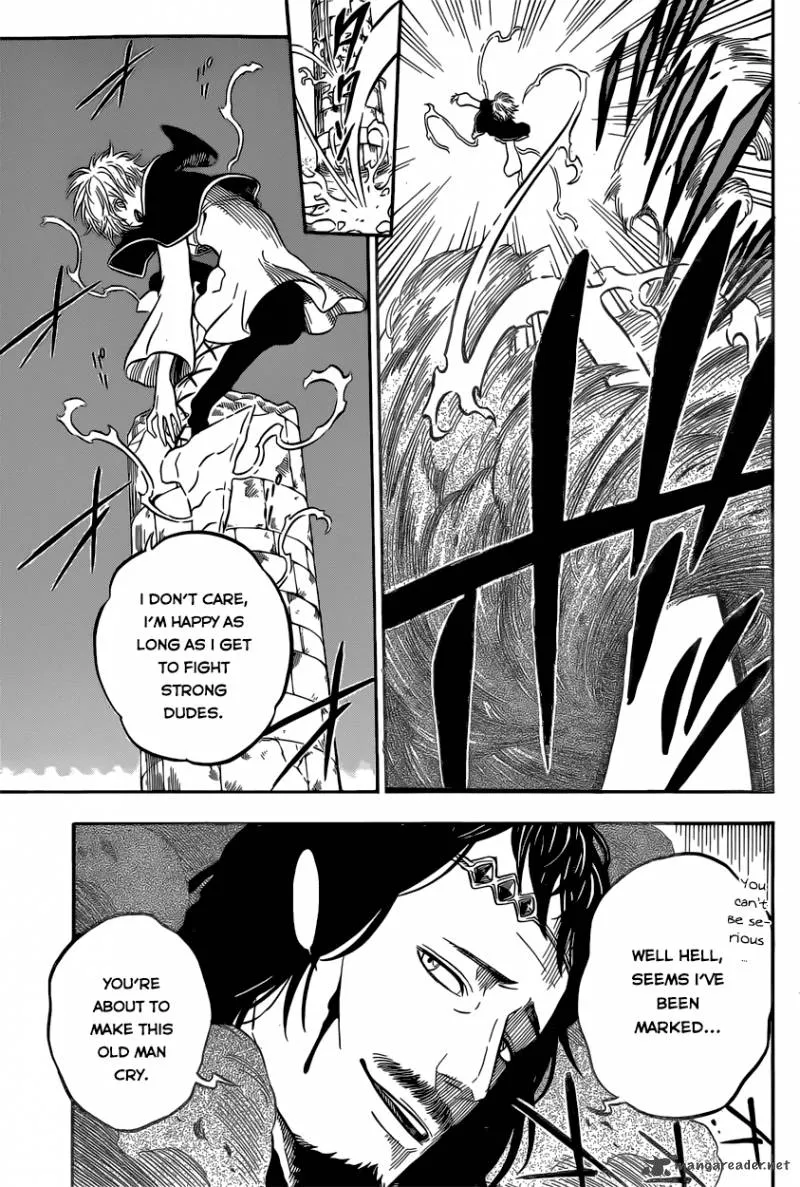 I DON'T CARE,
I'M HAPPY AS
LONG AS I GET
TO FIGHT
STRONG
DUDES.
You
can't
Be se-
rious
...
WELL HELL,
SEEMS I'VE
BEEN
MARKED...
YOU'RE
ABOUT TO
MAKE THIS
OLD MAN
CRY.
mangareader.net